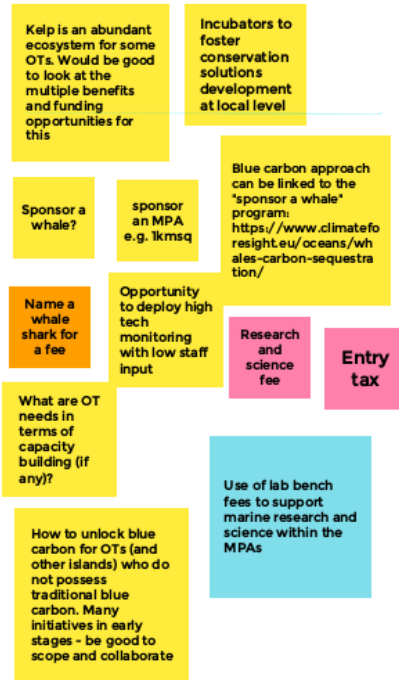 Kelp is an abundant
ecosystem for some
OTs. Would be good
to look at the
multiple benefits
and funding
opportunities for
this
Incubators to
foster
conservation
solutions
development
at local level
Sponsor a
whale?
sponsor
an MPA
e.g. 1kmsq
Blue carbon approach
can be linked to the
"sponsor a whale"
program:
https://www.climatefo
resight.eu/oceans/wh
ales-carbon-sequestra
tion/
Name a
whale
shark for
a fee
Opportunity
to deploy high
tech
monitoring
with low staff
input
Research
and
science
fee
Entry
tax
What are OT
needs in
terms of
capacity
building (if
any)?
Use of lab bench
fees to support
marine research and
science within the
MPAs
How to unlock blue
carbon for OTs (and
other islands) who do
not possess
traditional blue
carbon. Many
initiatives in early
stages - be good to
scope and collaborate